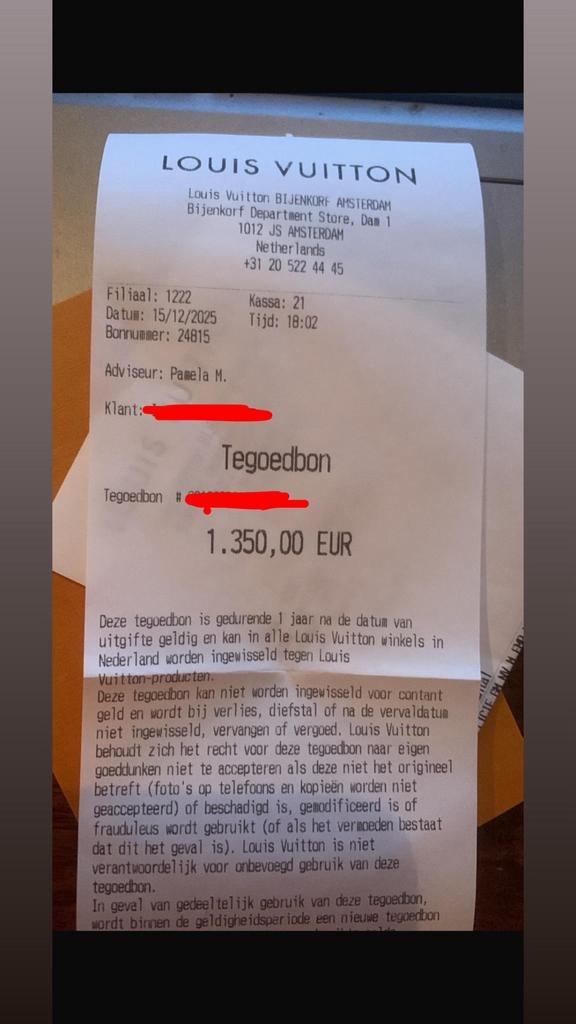 LOUIS VUITTON
Louis Vuitton BIJENKORF AMSTERDAM
Bijenkorf Department Store, Dam 1
1012 JS AMSTERDAM
Netherlands
+31 20 522 44 45
Filiaal: 1222 Kassa: 21
Datum: 15/12/2025 Tijd: 18:02
Bonnummer: 24815
Adviseur: Pamela M.
Klant:
Tegoedbon
Tegoedbon #
1.350,00 EUR
Deze tegoedbon is gedurende 1 jaar na de datum van
uitgifte geldig en kan in alle Louis Vuitton winkels in
Nederland worden ingewisseld tegen Louis
Vuitton-producten.
Deze tegoedbon kan niet worden ingewisseld voor contant
geld en wordt bij verlies, diefstal of na de vervaldatum
niet ingewisseld, vervangen of vergoed. Louis Vuitton
behoudt zich het recht voor deze tegoedbon naar eigen
goeddunken niet te accepteren als deze niet het origineel
betreft (foto's op telefoons en kopieën worden niet
geaccepteerd) of beschadigd is, gemodificeerd is of
frauduleus wordt gebruikt (of als het vermoeden bestaat
dat dit het geval is). Louis Vuitton is niet
verantwoordelijk voor onbevoegd gebruik van deze
tegoedbon.
In geval van gedeeltelijk gebruik van deze tegoedbon,
wordt binnen de geldigheidsperiode een nieuwe tegoedbon